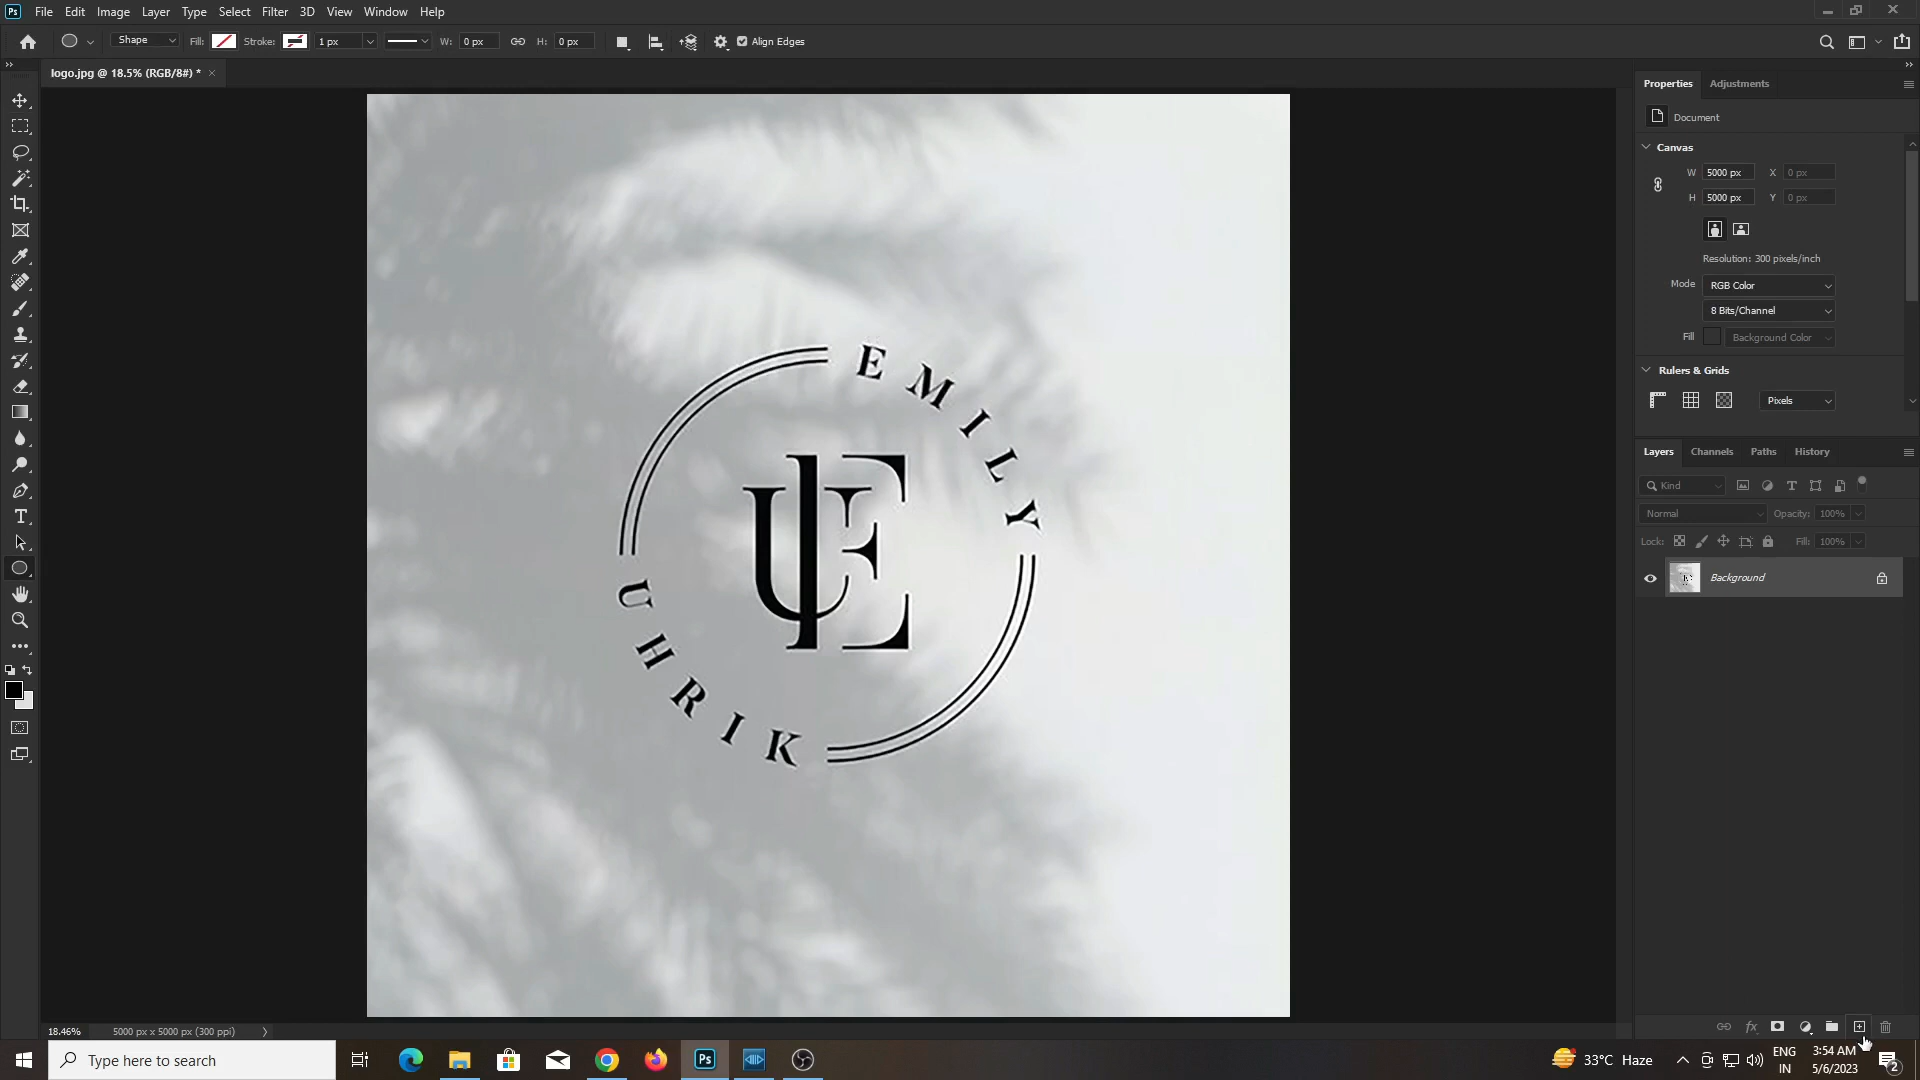 Ps File Edit Image Layer Type Select Filter 3D View Window Help
Shape Fill: Stroke: 1 px W: 0 px H: 0 px Align Edges
logo.jpg @ 18.5% (RGB/8#) * ×
Properties Adjustments
Document
Canvas
W 5000 px X 0 px
H 5000 px Y 0 px
Resolution: 300 pixels/inch
Mode RGB Color
8 Bits/Channel
Fill Background Color
Rulers & Grids
Pixels
Layers Channels Paths History
Kind
Normal Opacity: 100%
Lock: Fill: 100%
Background
EMILY
UE
UHRIK
18.46% 5000 px x 5000 px (300 ppi)
Type here to search
Ps
33°C Haze
ENG
IN
3:54 AM
5/6/2023
2